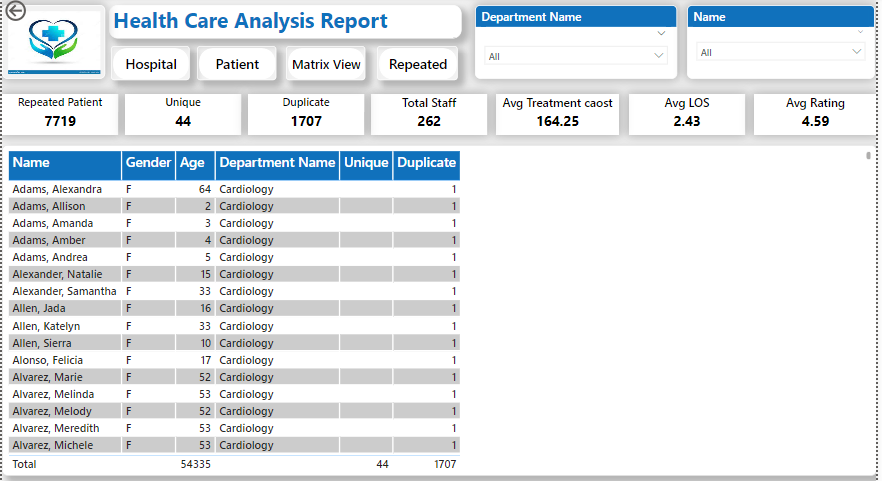 Health Care Analysis Report
Department Name
Name
All
All
Hospital
Patient
Matrix View
Repeated
Repeated Patient
7719
Unique
44
Duplicate
1707
Total Staff
262
Avg Treatment caost
164.25
Avg LOS
2.43
Avg Rating
4.59
Name Gender Age Department Name Unique Duplicate
Adams, Alexandra F 64 Cardiology 1
Adams, Allison F 2 Cardiology 1
Adams, Amanda F 3 Cardiology 1
Adams, Amber F 4 Cardiology 1
Adams, Andrea F 5 Cardiology 1
Alexander, Natalie F 15 Cardiology 1
Alexander, Samantha F 33 Cardiology 1
Allen, Jada F 16 Cardiology 1
Allen, Katelyn F 33 Cardiology 1
Allen, Sierra F 10 Cardiology 1
Alonso, Felicia F 17 Cardiology 1
Alvarez, Marie F 52 Cardiology 1
Alvarez, Melinda F 53 Cardiology 1
Alvarez, Melody F 52 Cardiology 1
Alvarez, Meredith F 53 Cardiology 1
Alvarez, Michele F 53 Cardiology 1
Total 54335 44 1707